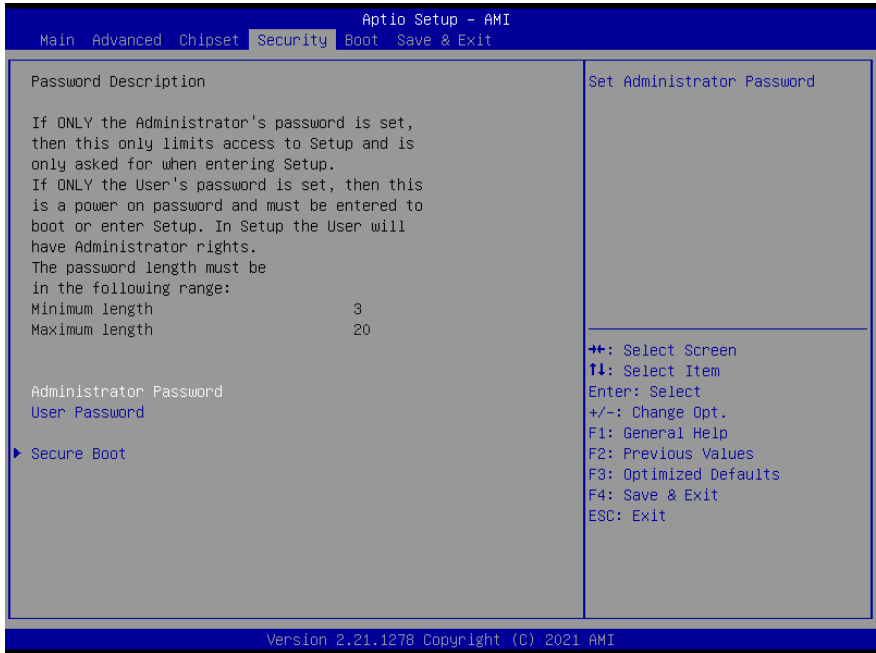 Aptio Setup – AMI
Main Advanced Chipset Security Boot Save & Exit
Password Description
If ONLY the Administrator's password is set,
then this only limits access to Setup and is
only asked for when entering Setup.
If ONLY the User's password is set, then this
is a power on password and must be entered to
boot or enter Setup. In Setup the User will
have Administrator rights.
The password length must be
in the following range:
Minimum length 3
Maximum length 20
Administrator Password
User Password
Secure Boot
Set Administrator Password
→←: Select Screen
↑↓: Select Item
Enter: Select
+/-: Change Opt.
F1: General Help
F2: Previous Values
F3: Optimized Defaults
F4: Save & Exit
ESC: Exit
Version 2.21.1278 Copyright (C) 2021 AMI